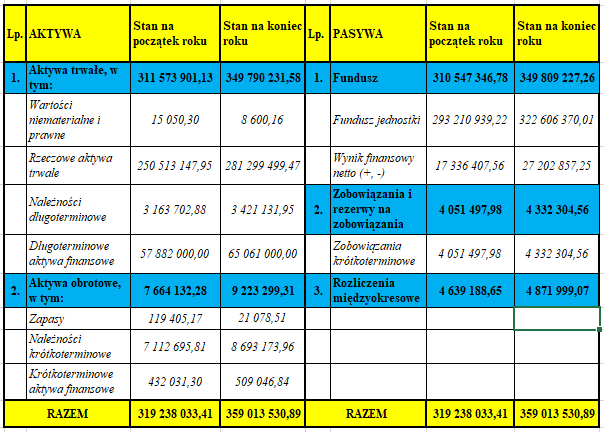 Lp. AKTYWA Stan na początek roku Stan na koniec roku Lp. PASYWA Stan na początek roku Stan na koniec roku
1. Aktywa trwałe, w tym: 311 573 901,13 349 790 231,58 1. Fundusz 310 547 346,78 349 809 227,26
Wartości niematerialne i prawne 15 050,30 8 600,16 Fundusz jednostki 293 210 939,22 322 606 370,01
Rzeczowe aktywa trwałe 250 513 147,95 281 299 499,47 Wynik finansowy netto (+, -) 17 336 407,56 27 202 857,25
Należności długoterminowe 3 163 702,88 3 421 131,95 2. Zobowiązania i rezerwy na zobowiązania 4 051 497,98 4 332 304,56
Długoterminowe aktywa finansowe 57 882 000,00 65 061 000,00 Zobowiązania krótkoterminowe 4 051 497,98 4 332 304,56
2. Aktywa obrotowe, w tym: 7 664 132,28 9 223 299,31 3. Rozliczenia międzyokresowe 4 639 188,65 4 871 999,07
Zapasy 119 405,17 21 078,51
Należności krótkoterminowe 7 112 695,81 8 693 173,96
Krótkoterminowe aktywa finansowe 432 031,30 509 046,84
RAZEM 319 238 033,41 359 013 530,89 RAZEM 319 238 033,41 359 013 530,89